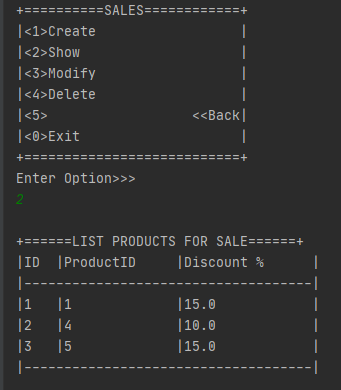 +==========SALES============+
|<1>Create                  |
|<2>Show                    |
|<3>Modify                  |
|<4>Delete                  |
|<5>                  <<Back|
|<0>Exit                    |
+===========================+
Enter Option>>>
2
+======LIST PRODUCTS FOR SALE======+
|ID  |ProductID     |Discount %      |
|------------------------------------|
|1   |1             |15.0            |
|2   |4             |10.0            |
|3   |5             |15.0            |
|------------------------------------|